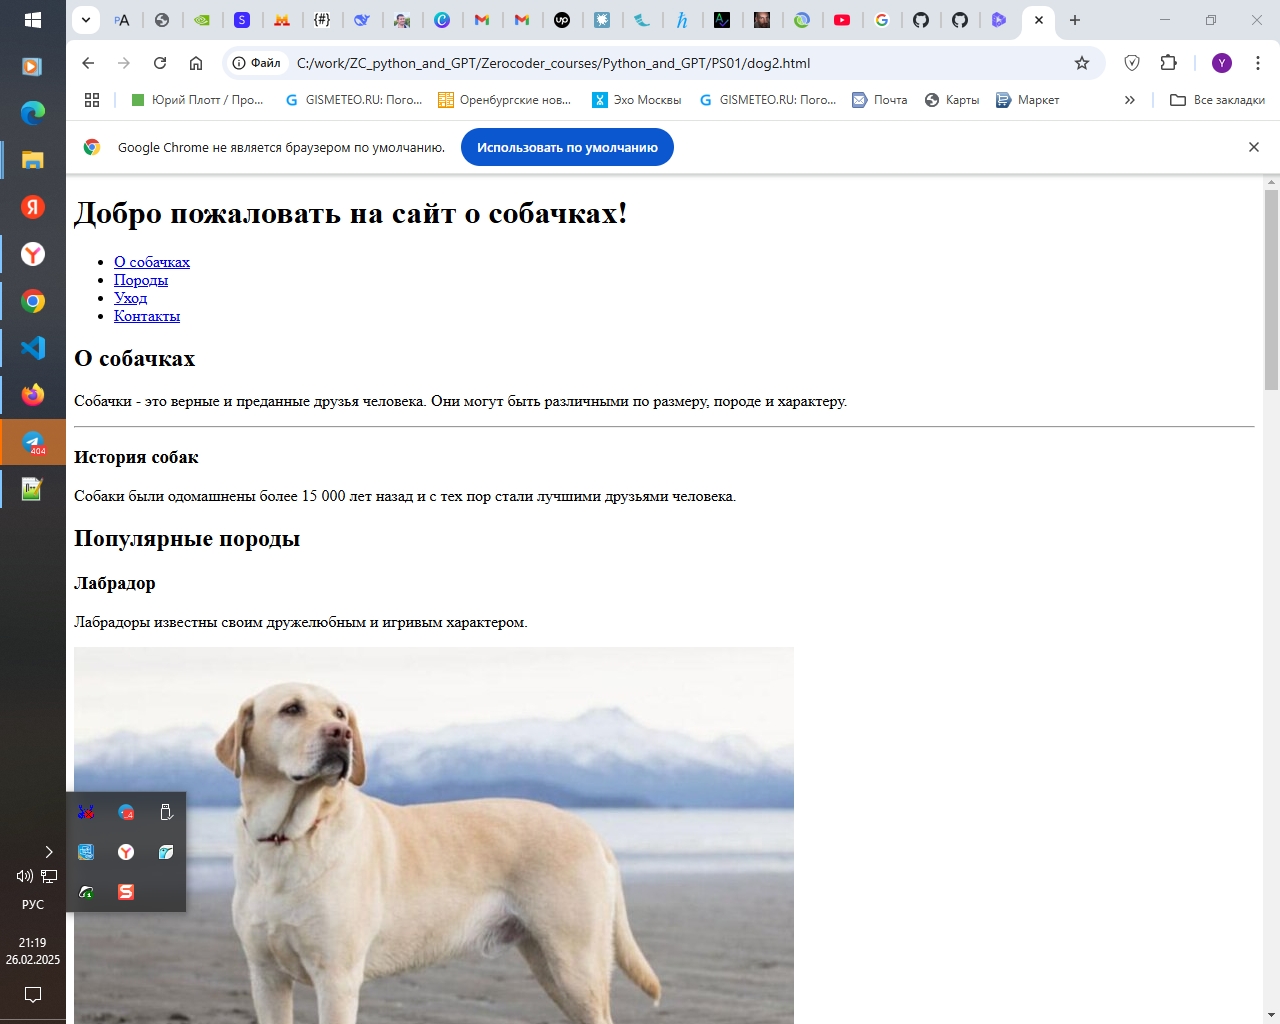 Файл
C:/work/ZC_python_and_GPT/Zerocoder_courses/Python_and_GPT/PS01/dog2.html
Y
Юрий Плотт / Про...
GISMETEO.RU: Пого...
Оренбургские нов...
Эхо Москвы
GISMETEO.RU: Пого...
Почта
Карты
Маркет
Все закладки
Google Chrome не является браузером по умолчанию.
Использовать по умолчанию
Добро пожаловать на сайт о собачках!
О собачках
Породы
Уход
Контакты
О собачках
Собачки - это верные и преданные друзья человека. Они могут быть различными по размеру, породе и характеру.
История собак
Собаки были одомашнены более 15 000 лет назад и с тех пор стали лучшими друзьями человека.
Популярные породы
Лабрадор
Лабрадоры известны своим дружелюбным и игривым характером.
404
РУС
21:19
26.02.2025